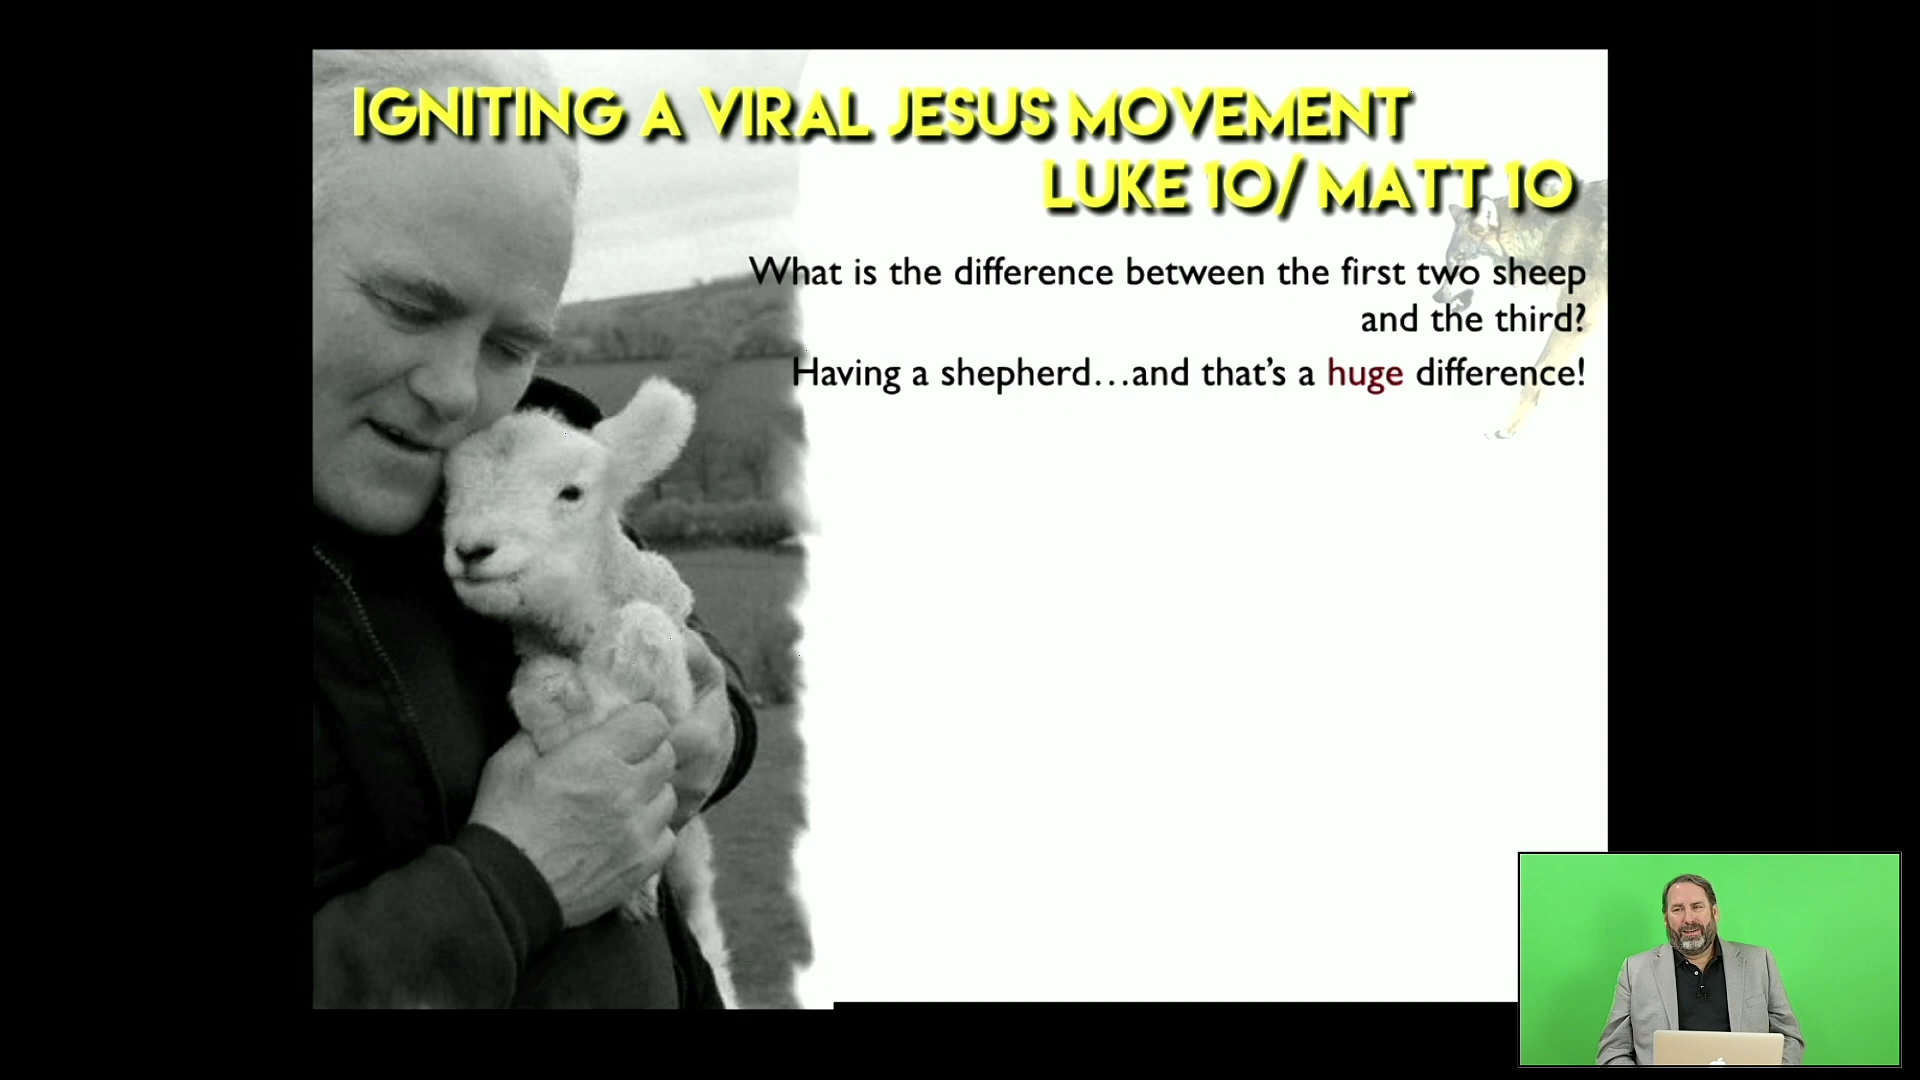 IGNITING A VIRAL JESUS MOVEMENT
LUKE 10/ MATT 10
What is the difference between the first two sheep
and the third?
Having a shepherd…and that’s a huge difference!